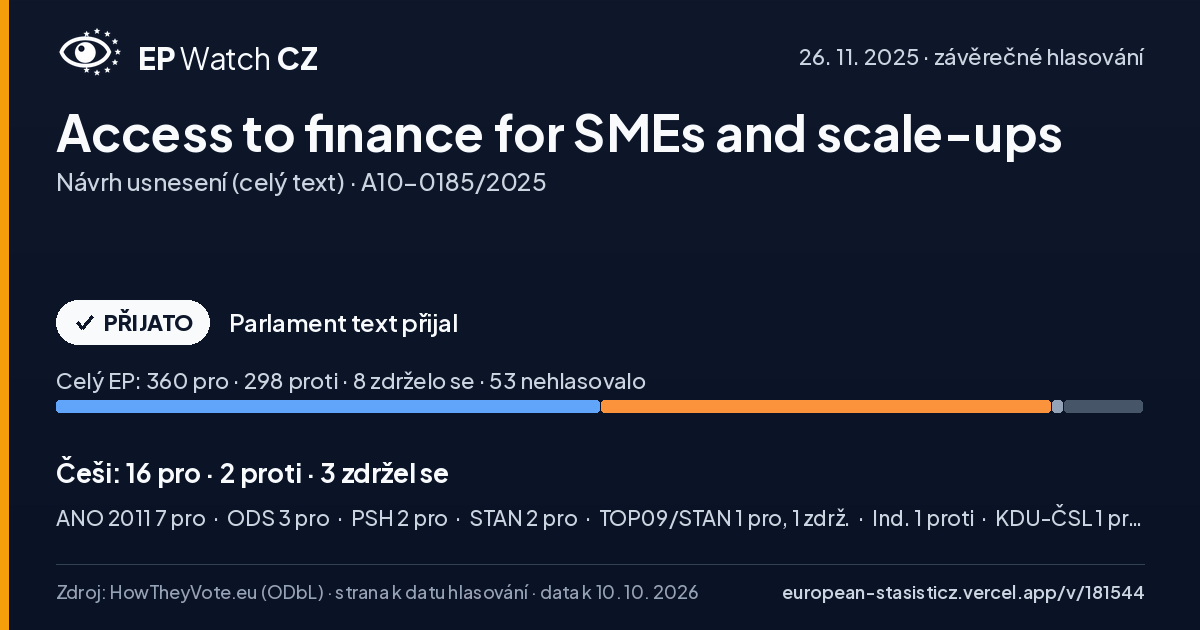 EP Watch CZ
26. 11. 2025 · závěrečné hlasování
Access to finance for SMEs and scale-ups
Návrh usnesení (celý text) · A10-0185/2025
✓ PŘIJATO Parlament text přijal
Celý EP: 360 pro · 298 proti · 8 zdrželo se · 53 nehlasovalo
Češi: 16 pro · 2 proti · 3 zdržel se
ANO 2011 7 pro · ODS 3 pro · PSH 2 pro · STAN 2 pro · TOP09/STAN 1 pro, 1 zdrž. · Ind. 1 proti · KDU-ČSL 1 pr…
Zdroj: HowTheyVote.eu (ODbL) · strana k datu hlasování · data k 10. 10. 2026
european-stasisticz.vercel.app/v/181544